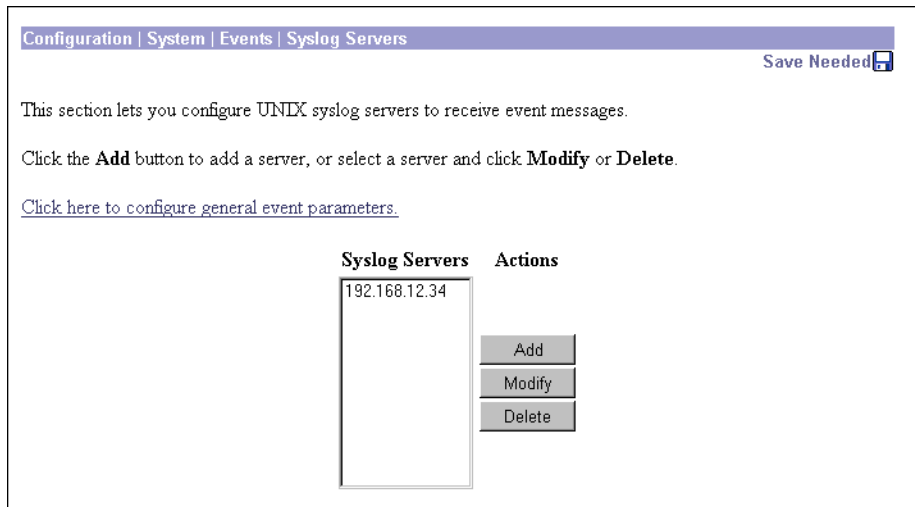 Configuration | System | Events | Syslog Servers
Save Needed
This section lets you configure UNIX syslog servers to receive event messages.
Click the Add button to add a server, or select a server and click Modify or Delete.
Click here to configure general event parameters.
Syslog Servers Actions
192.168.12.34
Add
Modify
Delete